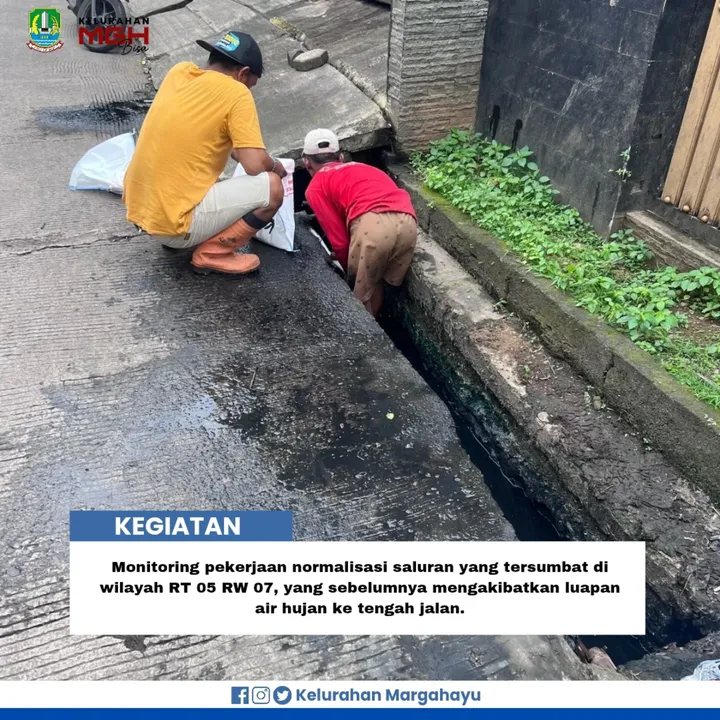 KELURAHAN
MGH
Bisa
KEGIATAN
Monitoring pekerjaan normalisasi saluran yang tersumbat di
wilayah RT 05 RW 07, yang sebelumnya mengakibatkan luapan
air hujan ke tengah jalan.
Kelurahan Margahayu